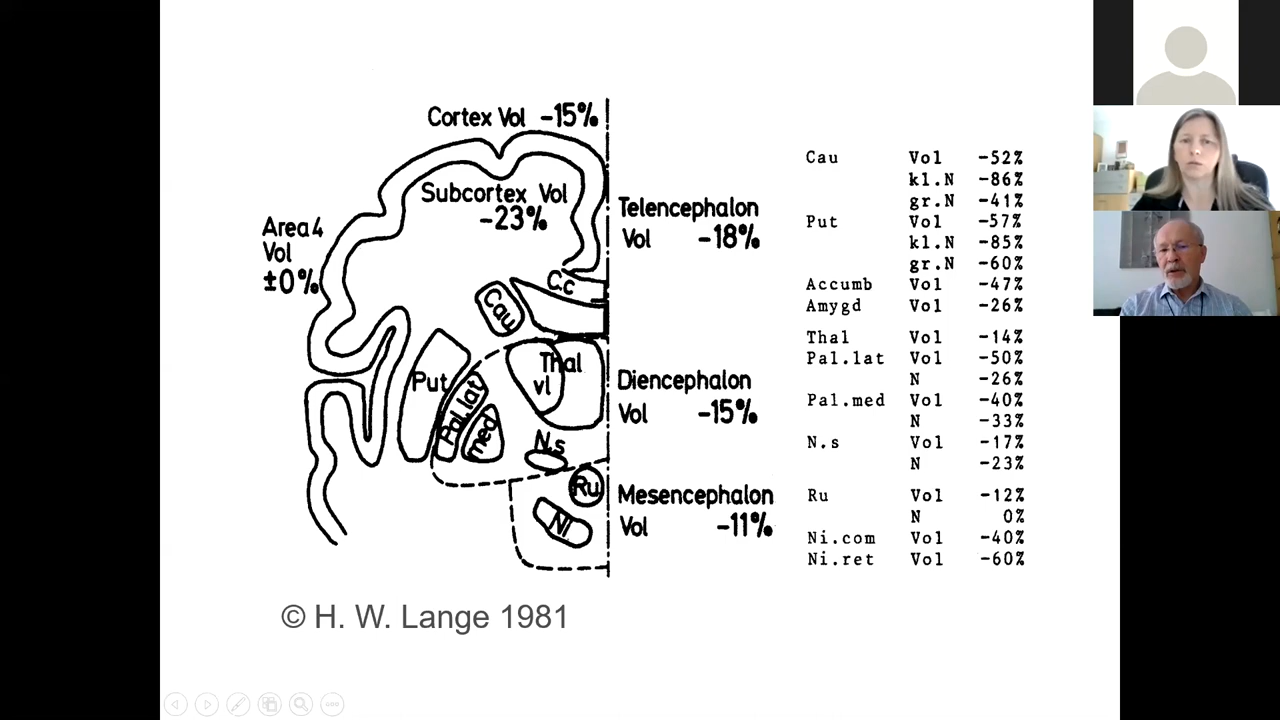 Cortex Vol -15%
Subcortex Vol
-23%
Area 4
Vol
±0%
C.c
Cau
Put
Pal.lat
med
Thal
vl
N.s
Ru
Ni
Telencephalon
Vol -18%
Diencephalon
Vol -15%
Mesencephalon
Vol -11%
Cau Vol -52%
kl.N -86%
gr.N -41%
Put Vol -57%
kl.N -85%
gr.N -60%
Accumb Vol -47%
Amygd Vol -26%
Thal Vol -14%
Pal.lat Vol -50%
N -26%
Pal.med Vol -40%
N -33%
N.s Vol -17%
N -23%
Ru Vol -12%
N 0%
Ni.com Vol -40%
Ni.ret Vol -60%
© H. W. Lange 1981